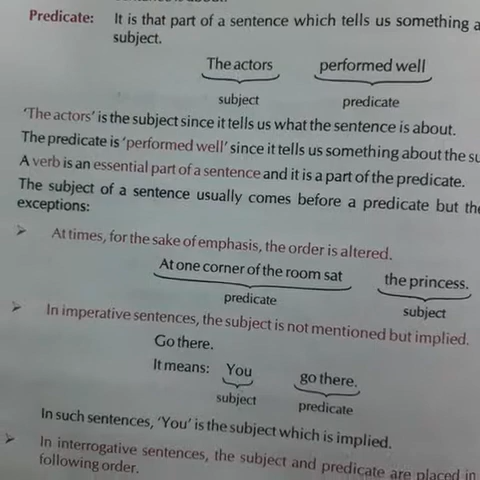 Predicate: It is that part of a sentence which tells us something a
subject.
The actors performed well
subject predicate
'The actors' is the subject since it tells us what the sentence is about.
The predicate is 'performed well' since it tells us something about the su
A verb is an essential part of a sentence and it is a part of the predicate.
The subject of a sentence usually comes before a predicate but the
exceptions:
➤ At times, for the sake of emphasis, the order is altered.
At one corner of the room sat the princess.
predicate subject
➤ In imperative sentences, the subject is not mentioned but implied.
Go there.
It means: You go there.
subject predicate
In such sentences, 'You' is the subject which is implied.
➤ In interrogative sentences, the subject and predicate are placed in
following order.